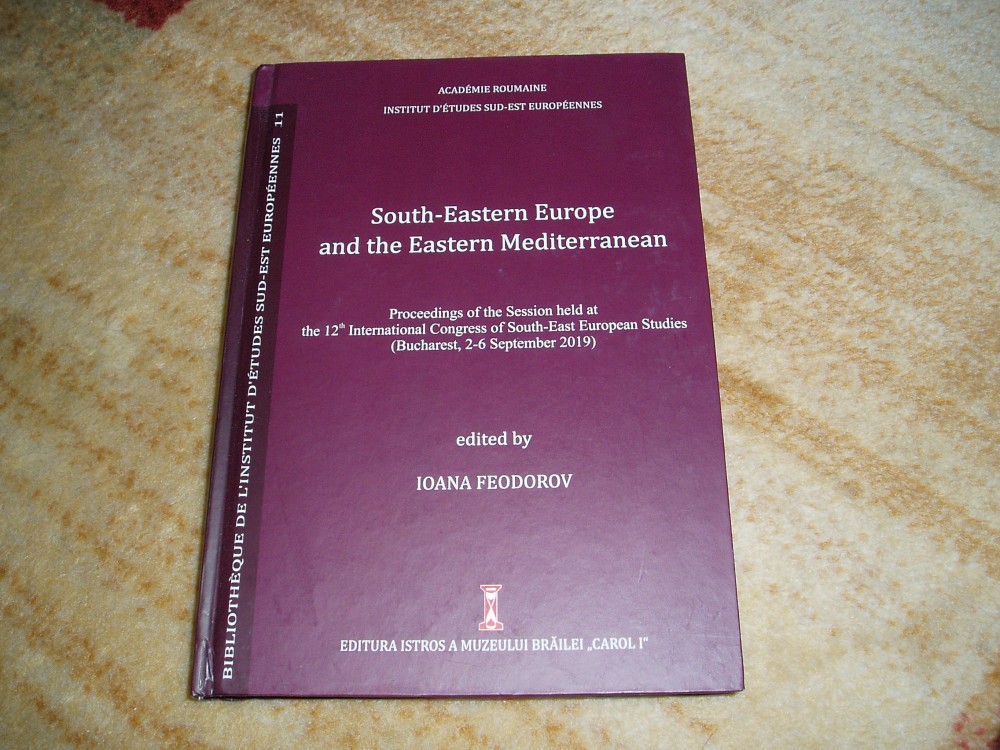 ACADÉMIE ROUMAINE
INSTITUT D'ÉTUDES SUD-EST EUROPÉENNES
South-Eastern Europe
and the Eastern Mediterranean
Proceedings of the Session held at
the 12th International Congress of South-East European Studies
(Bucharest, 2-6 September 2019)
edited by
IOANA FEODOROV
EDITURA ISTROS A MUZEULUI BRĂILEI „CAROL I"
BIBLIOTHÈQUE DE L'INSTITUT D'ÉTUDES SUD-EST EUROPÉENNES 11